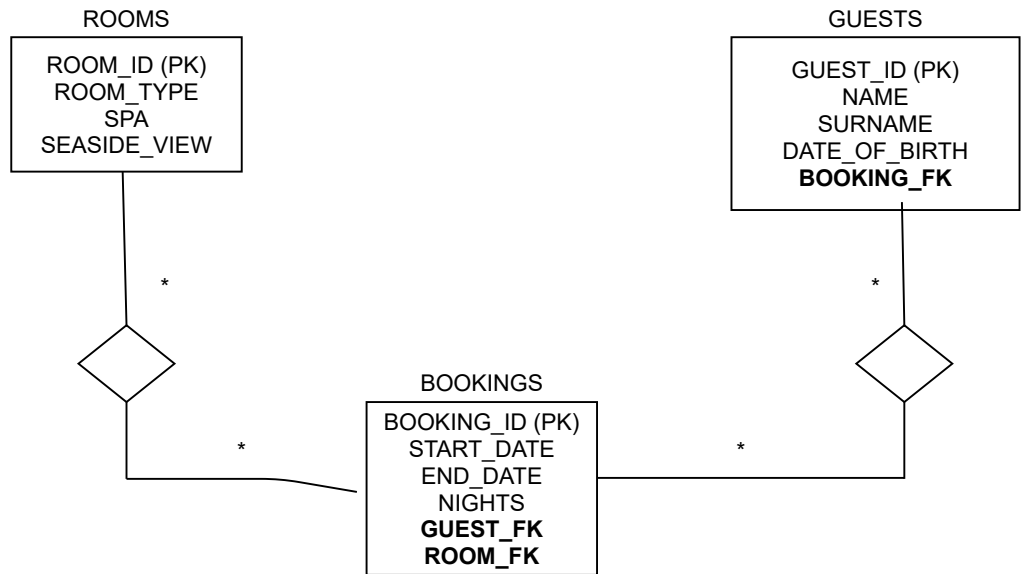 ROOMS
ROOM_ID (PK)
ROOM_TYPE
SPA
SEASIDE_VIEW
GUESTS
GUEST_ID (PK)
NAME
SURNAME
DATE_OF_BIRTH
BOOKING_FK
*
*
BOOKINGS
BOOKING_ID (PK)
START_DATE
END_DATE
NIGHTS
GUEST_FK
ROOM_FK
*
*